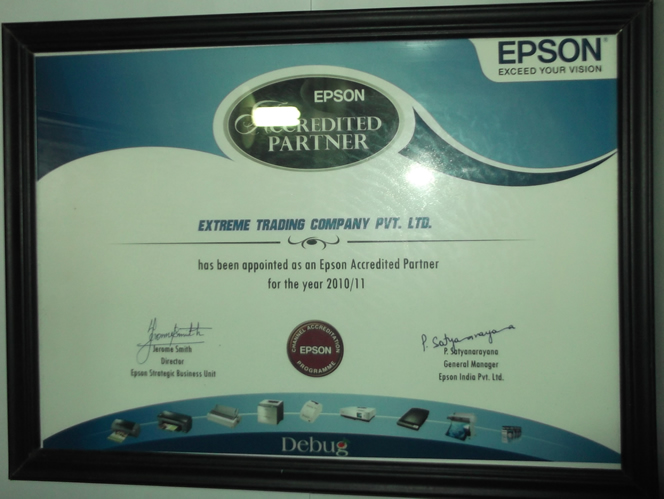 EPSON®
EXCEED YOUR VISION
EPSON
ACCREDITED
PARTNER
EXTREME TRADING COMPANY PVT. LTD.
has been appointed as an Epson Accredited Partner
for the year 2010/11
Jerome Smith
Director
Epson Strategic Business Unit
CHANNEL ACCREDITATION
EPSON
PROGRAMME
P. Satyanarayana
P. Satyanarayana
General Manager
Epson India Pvt. Ltd.
Debug